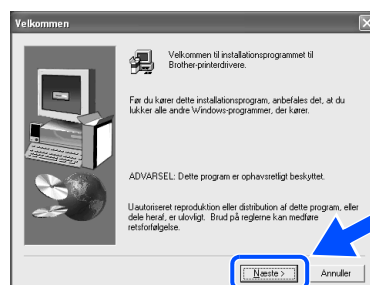 Velkommen
Velkommen til installationsprogrammet til
Brother-printerdrivere.
Før du kører dette installationsprogram, anbefales det, at du
lukker alle andre Windows-programmer, der kører.
ADVARSEL: Dette program er ophavsretligt beskyttet.
Uautoriseret reproduktion eller distribution af dette program, eller
dele heraf, er ulovligt. Brud på reglerne kan medføre
retsforfølgelse.
Næste >
Annuller